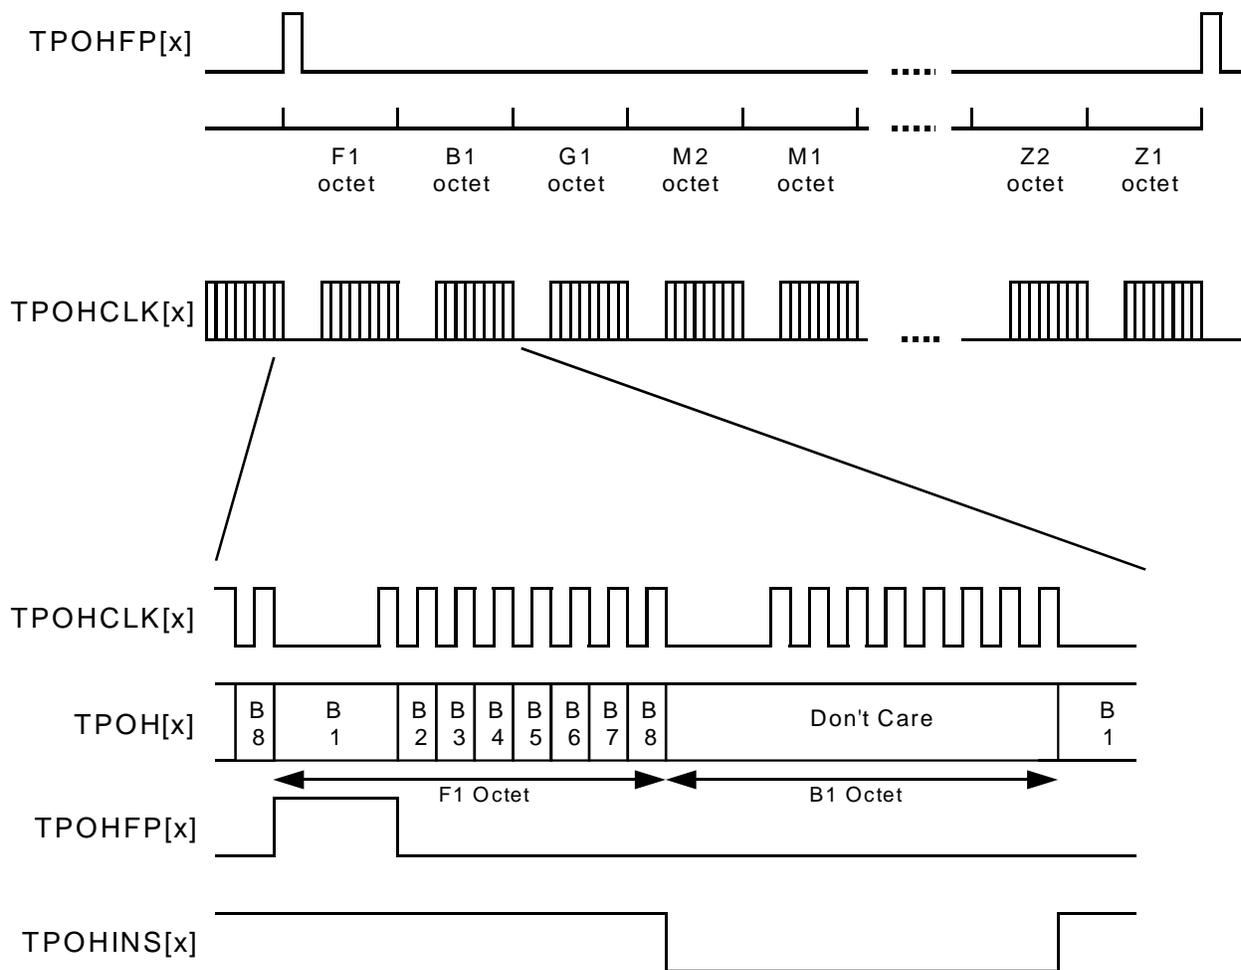 TPOHFP[x]
F1 B1 G1 M2 M1 Z2 Z1
octet octet octet octet octet octet octet
TPOHCLK[x]
TPOHCLK[x]
TPOH[x]
B B B B B B B B B Don't Care B
8 1 2 3 4 5 6 7 8 1
F1 Octet B1 Octet
TPOHFP[x]
TPOHINS[x]